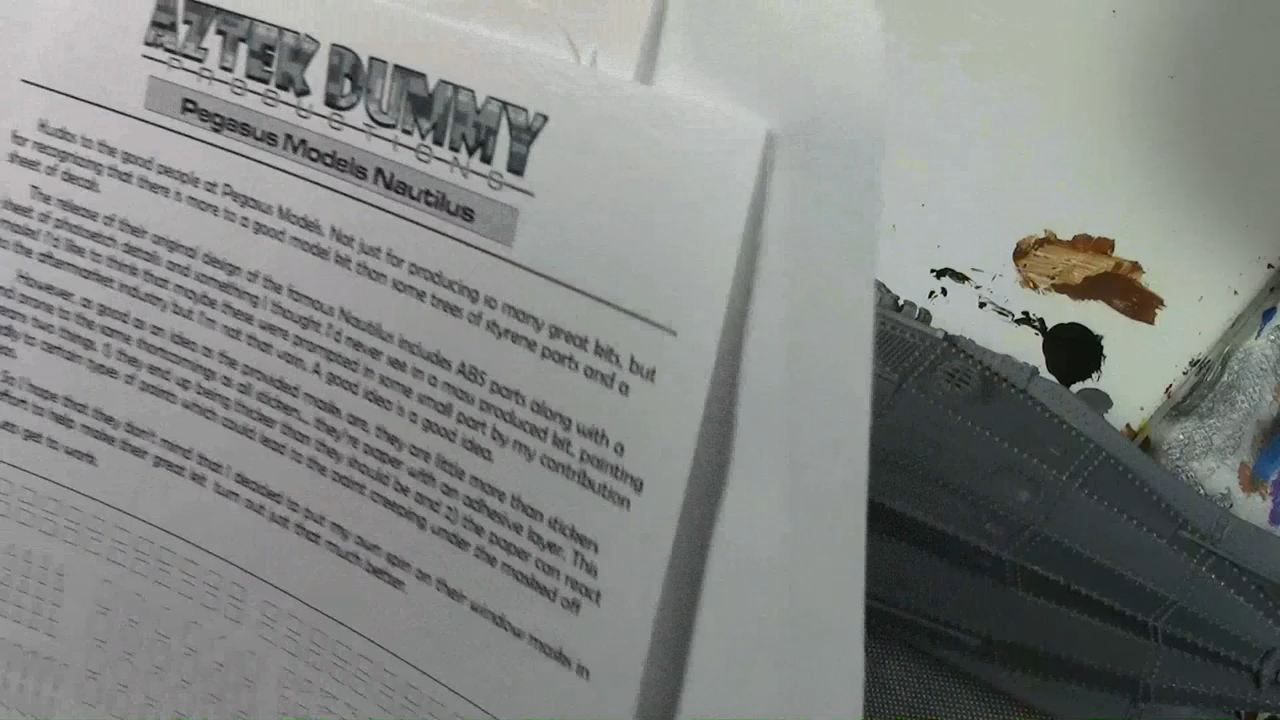 AZTEK DUMMY
PRODUCTIONS
Pegasus Models Nautilus
Kudos to the good people at Pegasus Models. Not just for producing so many great kits, but
for recognizing that there is more to a good model kit than some trees of styrene parts and a
sheet of decals.
The release of their original design of the famous Nautilus includes ABS parts along with a
sheet of photoetch details and something I thought I'd never see in a mass produced kit, painting
masks! I'd like to think that maybe these were prompted in some small part by my contribution
to the aftermarket industry, but I'm not that vain. A good idea is a good idea.
However, as good as an idea as the provided masks are, they are little more than stickers
and prone to the same shortcomings as all stickers, they're paper with an adhesive layer. This
means two things, 1) they end up being thicker than they should be and 2) the paper can react
to certain types of paints which could lead to the paint creeping under the masked off
So I hope that they don't mind that I decided to put my own spin on their window masks in
effort to help make their great kit turn out just that much better.
get to work.